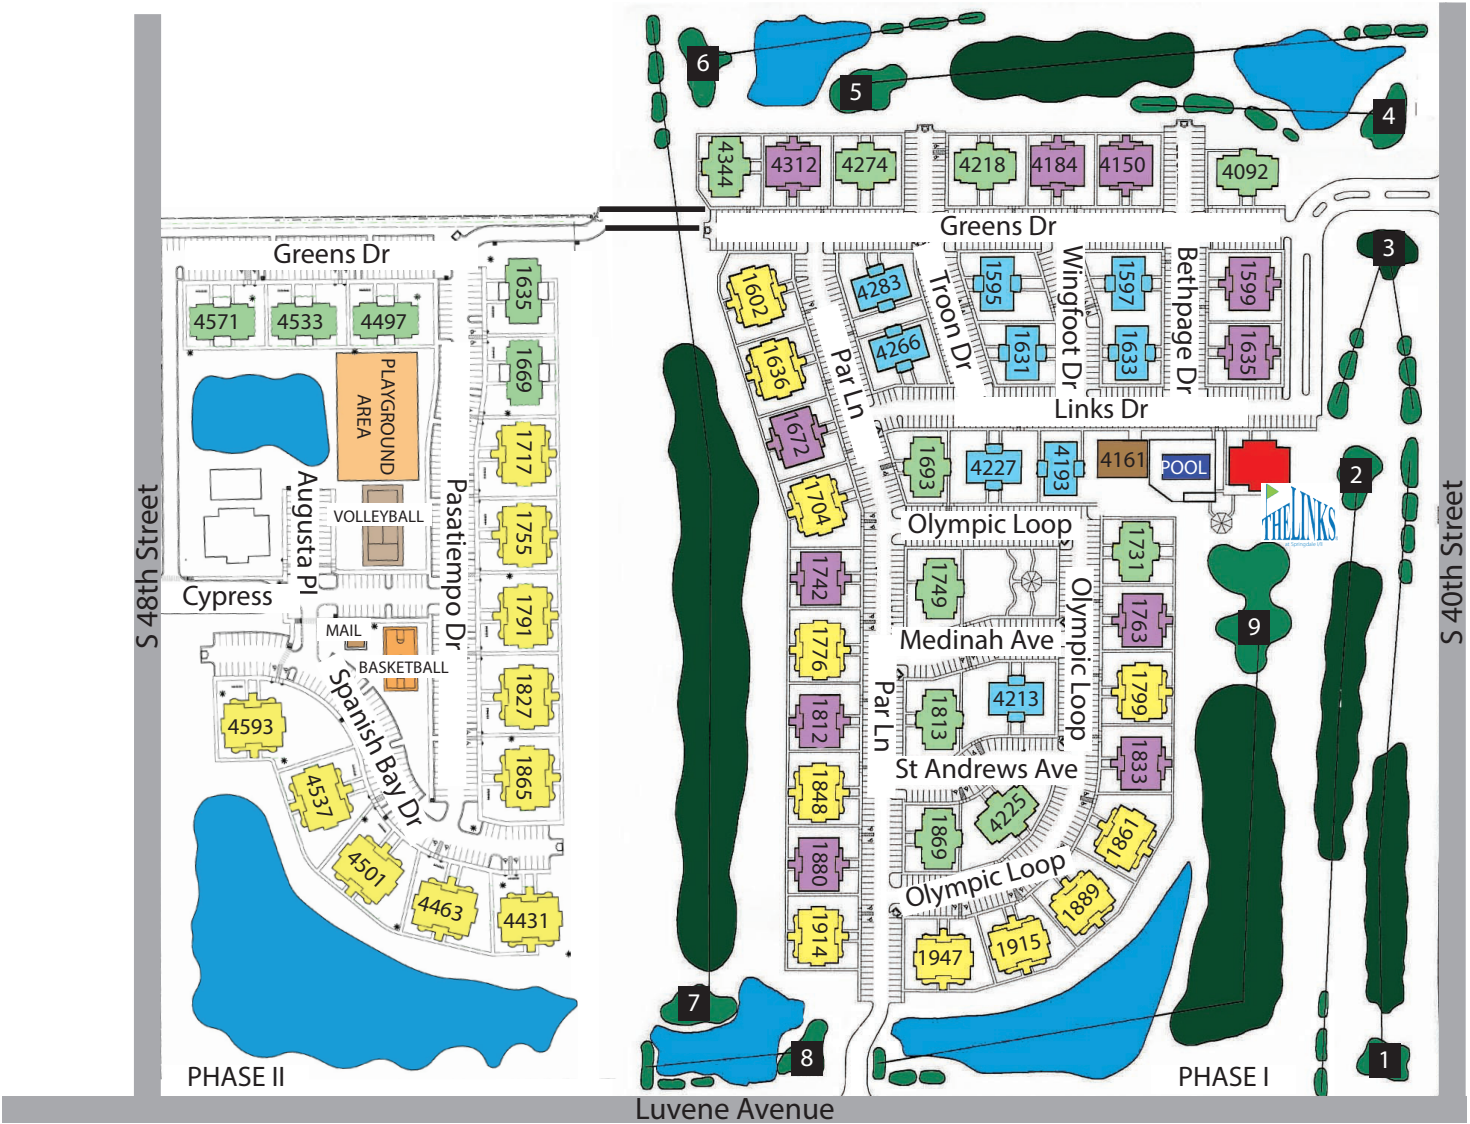 6
5
4
4344
4312
4274
4218
4184
4150
4092
Greens Dr
Greens Dr
3
4571
4533
4497
1635
1669
1717
1755
1791
1827
1865
PLAYGROUND
AREA
VOLLEYBALL
Augusta Pl
Pasatiempo Dr
Cypress
MAIL
BASKETBALL
Spanish Bay Dr
4593
4537
4501
4463
4431
S 48th Street
PHASE II
1602
1636
1672
1704
1742
1776
1812
1848
1880
1914
Par Ln
Par Ln
4283
4266
Troon Dr
1595
1631
Wingfoot Dr
1597
1633
Bethpage Dr
1599
1635
Links Dr
1693
4227
4193
4161
POOL
THE LINKS
at Springdale I/II
2
Olympic Loop
1749
Olympic Loop
1731
1763
1799
1833
1861
1889
1915
1947
Medinah Ave
1813
4213
St Andrews Ave
1869
4225
Olympic Loop
9
S 40th Street
7
8
1
PHASE I
Luvene Avenue